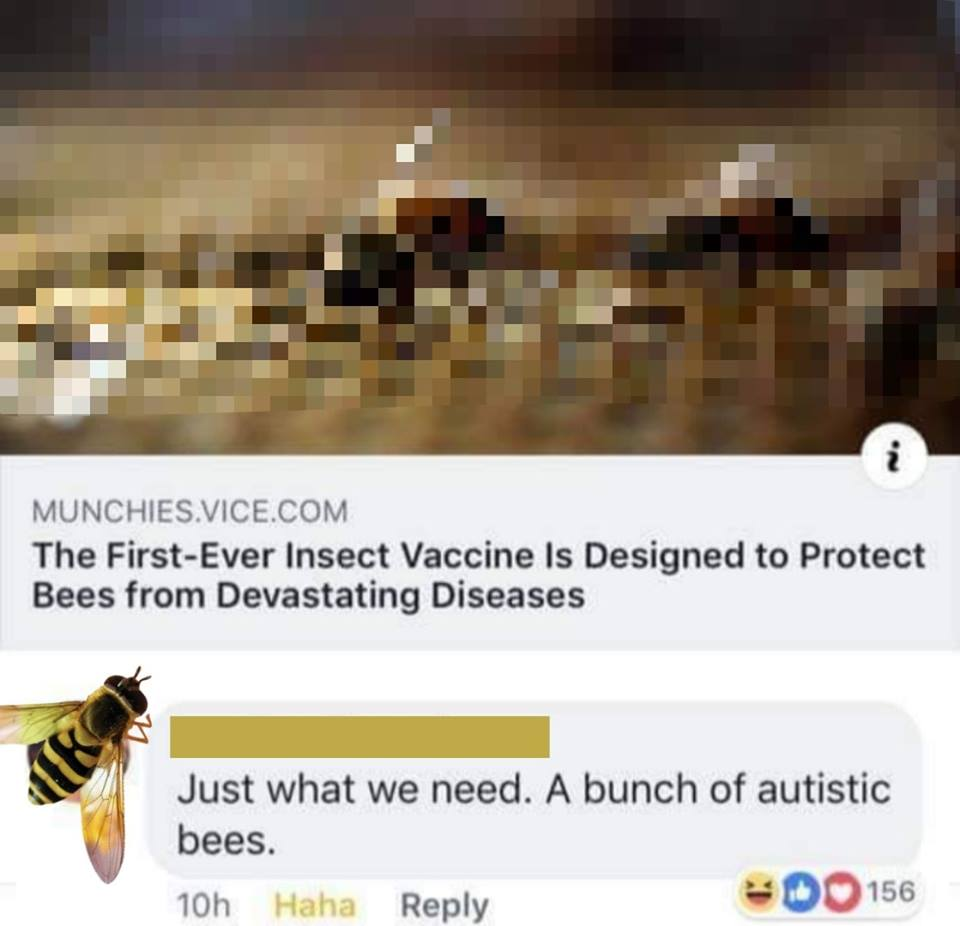 i
MUNCHIES.VICE.COM
The First-Ever Insect Vaccine Is Designed to Protect
Bees from Devastating Diseases
Just what we need. A bunch of autistic
bees.
10h Haha Reply 156